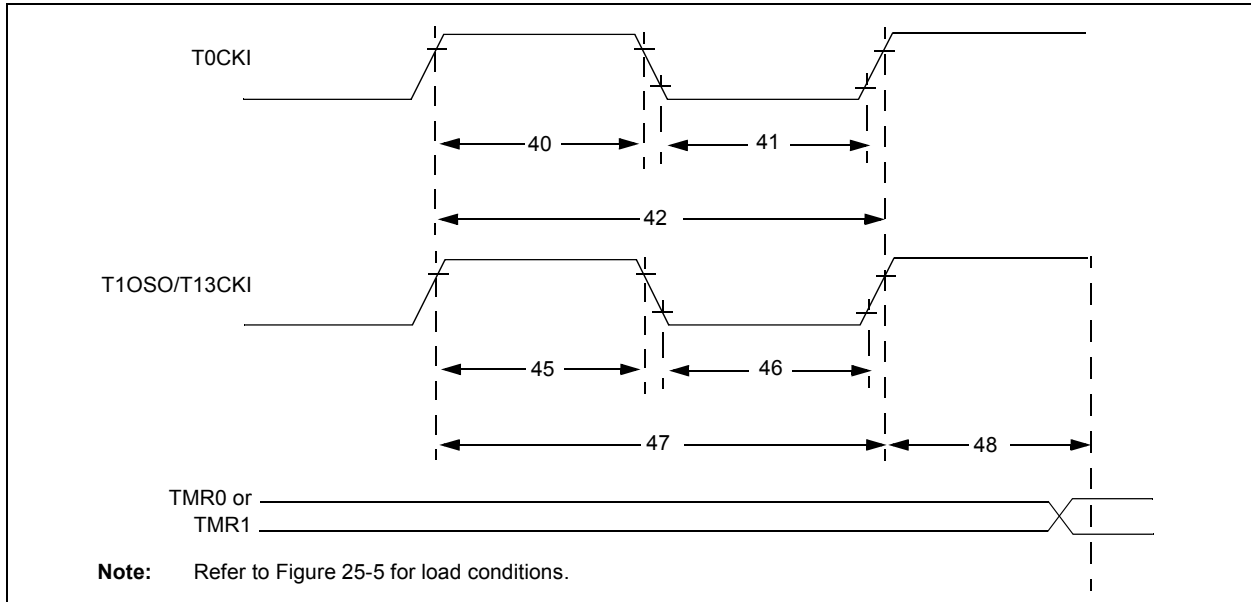 T0CKI
40
41
42
T1OSO/T13CKI
45
46
47
48
TMR0 or
TMR1
Note: Refer to Figure 25-5 for load conditions.